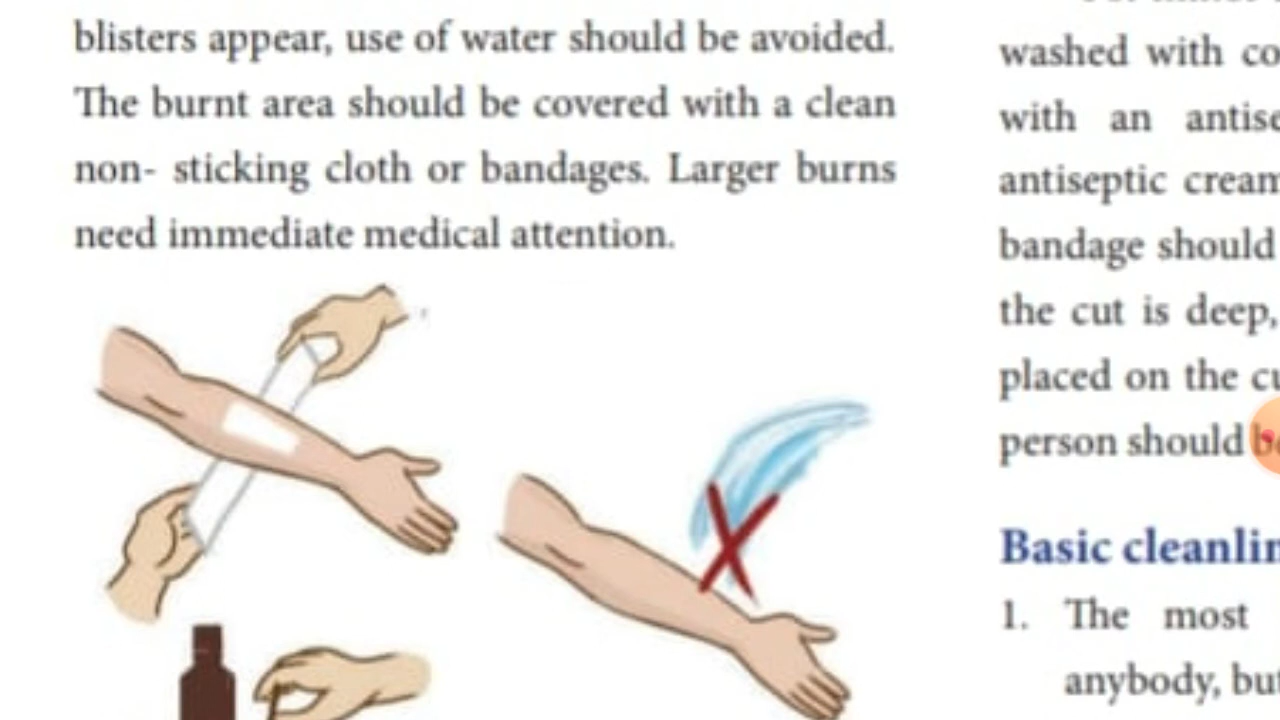 blisters appear, use of water should be avoided.
The burnt area should be covered with a clean
non- sticking cloth or bandages. Larger burns
need immediate medical attention.
washed with
with an
antiseptic
bandage should
the cut is deep,
placed on the
person should
Basic
1. The most
anybody,